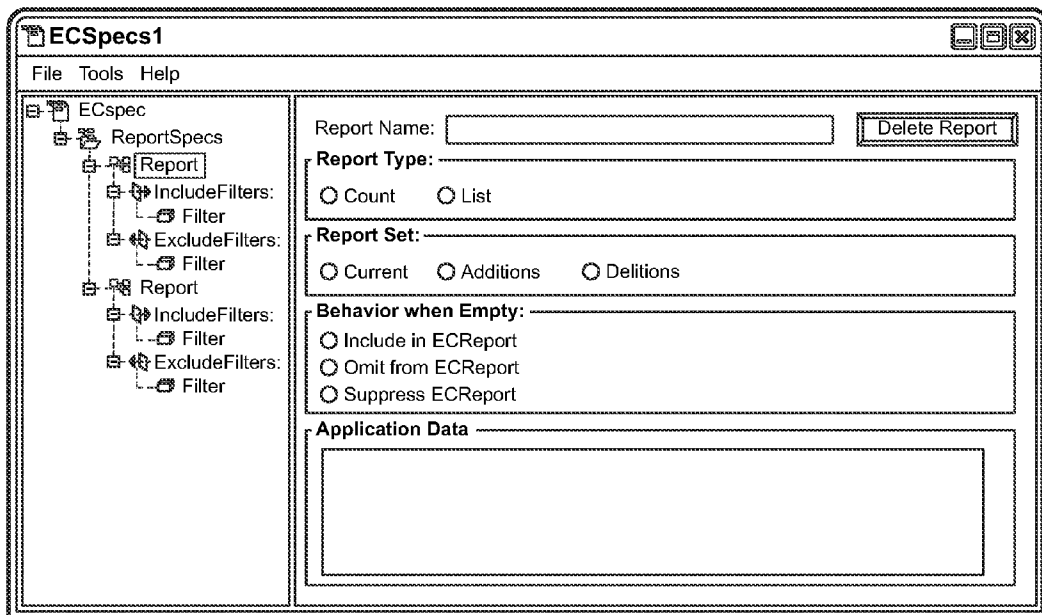 ECSpecs1
File Tools Help
ECspec
ReportSpecs
Report
IncludeFilters:
Filter
ExcludeFilters:
Filter
Report
IncludeFilters:
Filter
ExcludeFilters:
Filter
Report Name:
Delete Report
Report Type:
Count List
Report Set:
Current Additions Delitions
Behavior when Empty:
Include in ECReport
Omit from ECReport
Suppress ECReport
Application Data